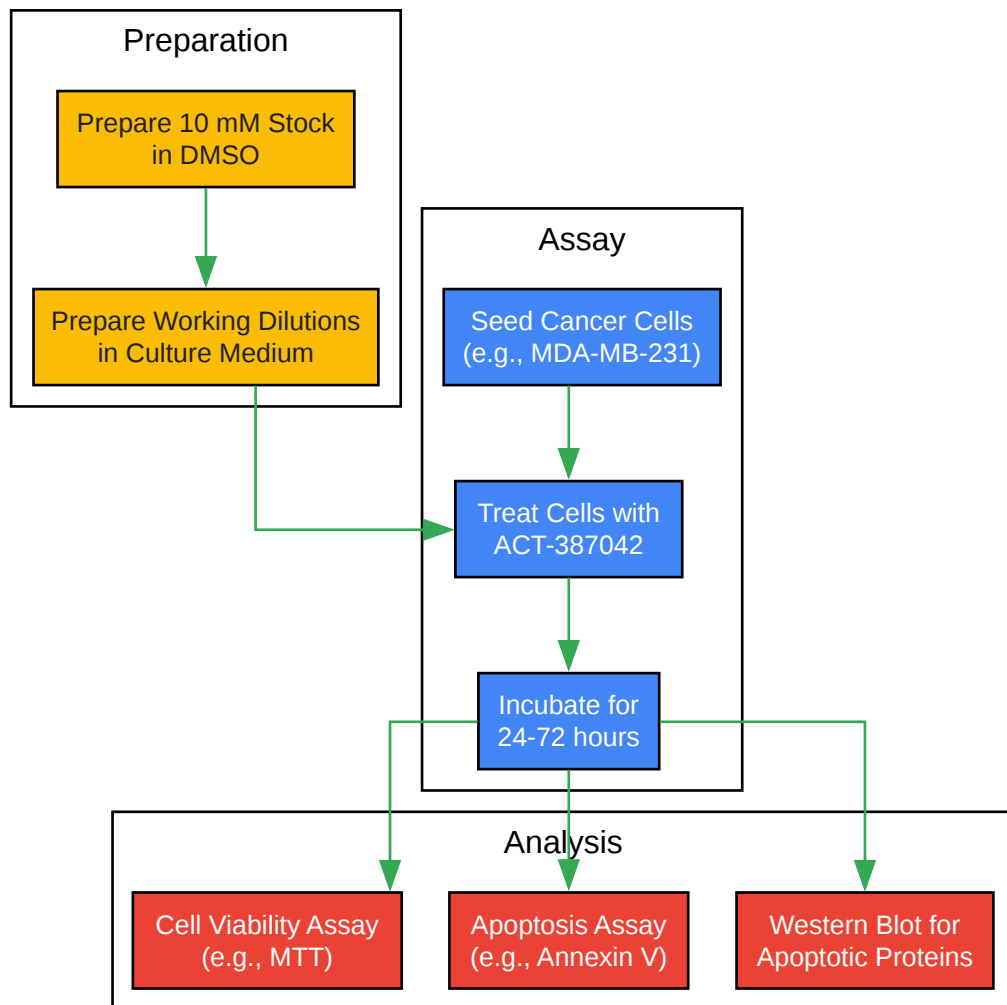 Preparation
Prepare 10 mM Stock
in DMSO
Prepare Working Dilutions
in Culture Medium
Assay
Seed Cancer Cells
(e.g., MDA-MB-231)
Treat Cells with
ACT-387042
Incubate for
24-72 hours
Analysis
Cell Viability Assay
(e.g., MTT)
Apoptosis Assay
(e.g., Annexin V)
Western Blot for
Apoptotic Proteins